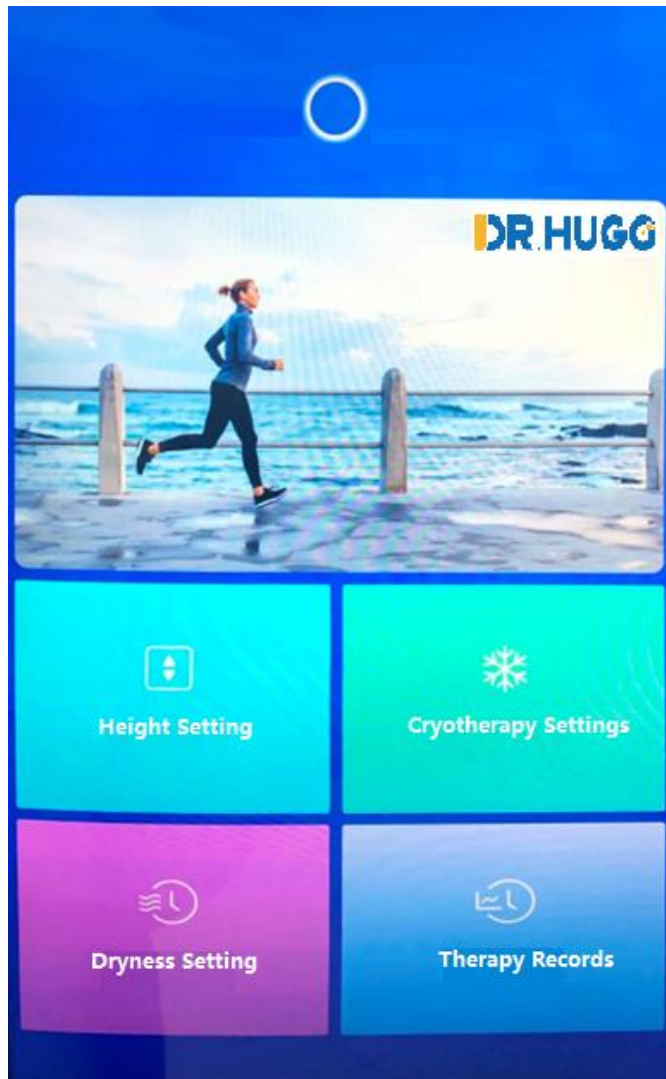 DR.HUGG
Height Setting
Cryotherapy Settings
Dryness Setting
Therapy Records